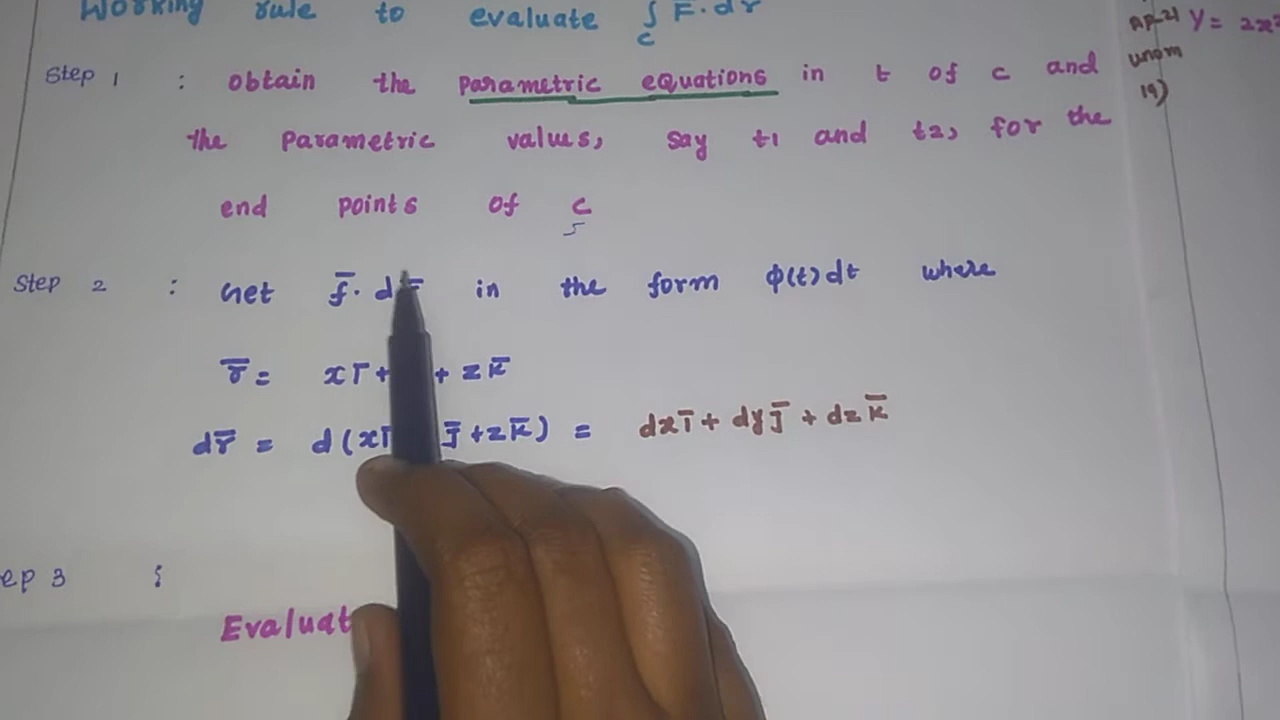 Working rule to evaluate ∫c F̄.dr̄
Step 1 : obtain the parametric equations in t of c and
the parametric values, say t1 and t2, for the
end points of c
Step 2 : Get f̄.dr̄ in the form ϕ(t)dt where
r̄ = xī + + zk̄
dr̄ = d(xī j̄+zk̄) = dxī + dyj̄ + dzk̄
ep 3 :
Evaluat
Y = 2x²
19)